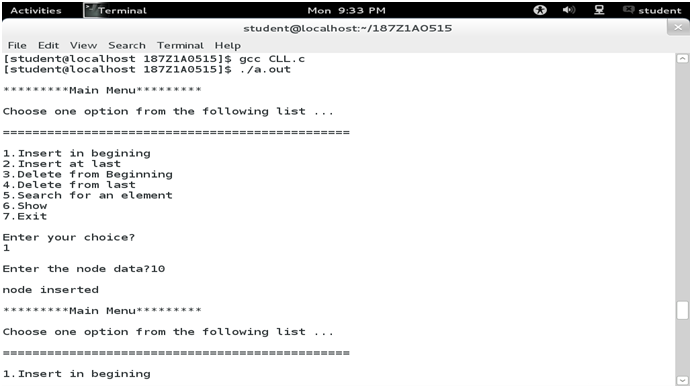 Activities Terminal Mon 9:33 PM student
student@localhost:~/187Z1A0515
File Edit View Search Terminal Help
[student@localhost 187Z1A0515]$ gcc CLL.c
[student@localhost 187Z1A0515]$ ./a.out
*********Main Menu*********
Choose one option from the following list ...
===============================================
1.Insert in begining
2.Insert at last
3.Delete from Beginning
4.Delete from last
5.Search for an element
6.Show
7.Exit
Enter your choice?
1
Enter the node data?10
node inserted
*********Main Menu*********
Choose one option from the following list ...
===============================================
1.Insert in begining